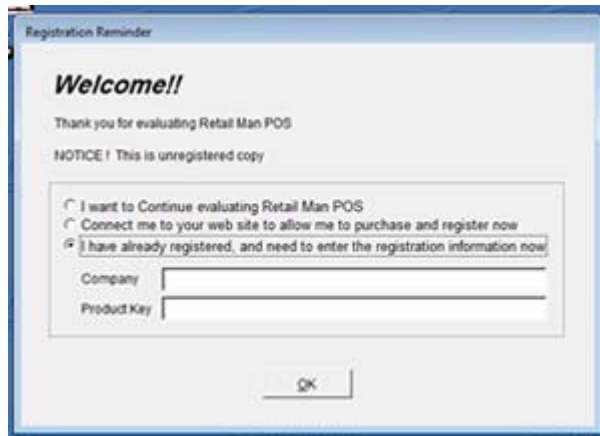 Registration Reminder
Welcome!!
Thank you for evaluating Retail Man POS
NOTICE ! This is unregistered copy
I want to Continue evaluating Retail Man POS
Connect me to your web site to allow me to purchase and register now
I have already registered, and need to enter the registration information now
Company
Product Key
OK